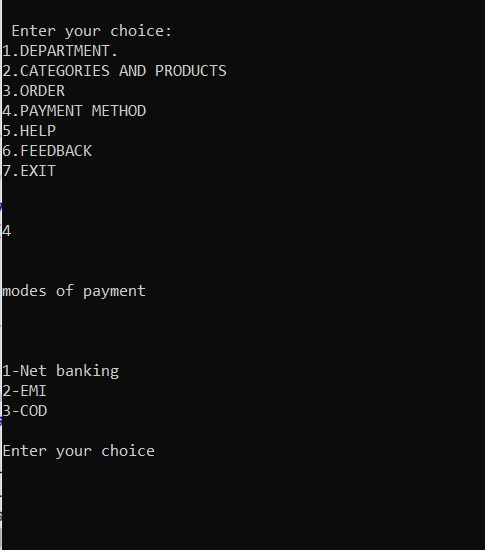 Enter your choice:
1.DEPARTMENT.
2.CATEGORIES AND PRODUCTS
3.ORDER
4.PAYMENT METHOD
5.HELP
6.FEEDBACK
7.EXIT
4
modes of payment
1-Net banking
2-EMI
3-COD
Enter your choice